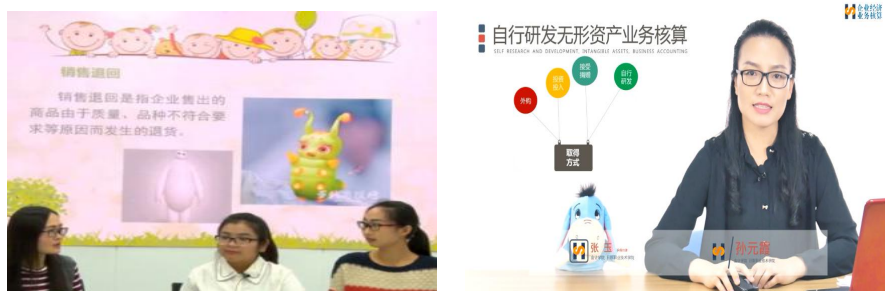 销售退回
销售退回是指企业售出的
商品由于质量、品种不符合要
求等原因而发生的退货。
企业经济
业务核算
自行研发无形资产业务核算
SELF RESEARCH AND DEVELOPMENT, INTANGIBLE ASSETS, BUSINESS ACCOUNTING
接受
捐赠
自行
研发
投资
投入
外购
取得
方式
张玉
孙元